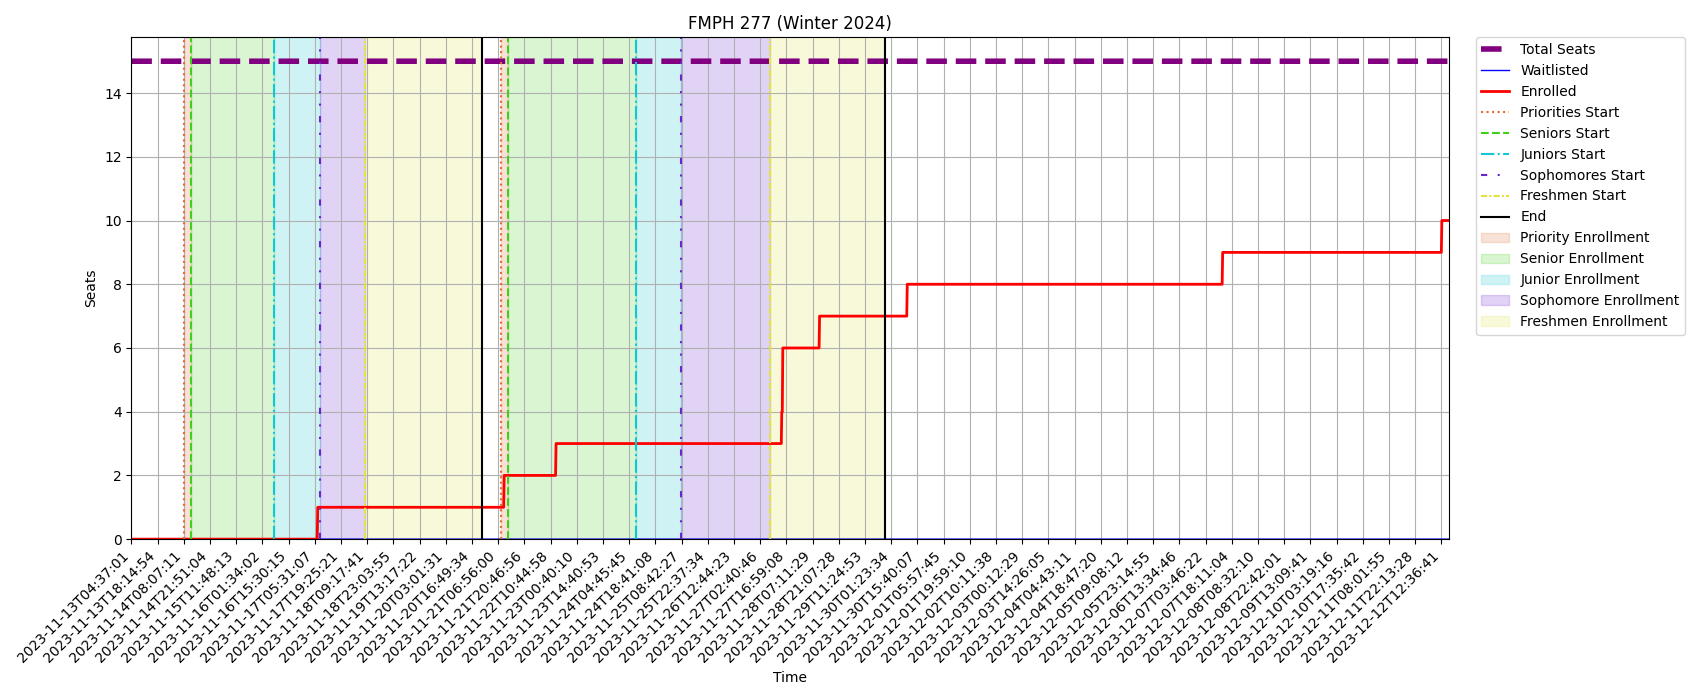 FMPH 277 (Winter 2024)
Total Seats
Waitlisted
Enrolled
Priorities Start
Seniors Start
Juniors Start
Sophomores Start
Freshmen Start
End
Priority Enrollment
Senior Enrollment
Junior Enrollment
Sophomore Enrollment
Freshmen Enrollment
Seats
14
12
10
8
6
4
2
0
2023-11-13T04:37:01
2023-11-13T18:14:54
2023-11-14T08:07:11
2023-11-14T21:51:04
2023-11-15T11:48:13
2023-11-16T01:34:02
2023-11-16T15:30:15
2023-11-17T05:31:07
2023-11-17T19:25:21
2023-11-18T09:17:41
2023-11-18T23:03:55
2023-11-19T13:17:22
2023-11-20T03:01:31
2023-11-20T16:49:34
2023-11-21T06:56:00
2023-11-21T20:46:56
2023-11-22T10:44:58
2023-11-23T00:40:10
2023-11-23T14:40:53
2023-11-24T04:45:45
2023-11-24T18:41:08
2023-11-25T08:42:27
2023-11-25T22:37:34
2023-11-26T12:44:23
2023-11-27T02:40:46
2023-11-27T16:59:08
2023-11-28T07:11:29
2023-11-28T21:07:28
2023-11-29T11:24:53
2023-11-30T01:23:34
2023-11-30T15:40:07
2023-12-01T05:57:45
2023-12-01T19:59:10
2023-12-02T10:11:38
2023-12-03T00:12:29
2023-12-03T14:26:05
2023-12-04T04:43:11
2023-12-04T18:47:20
2023-12-05T09:08:12
2023-12-05T23:14:55
2023-12-06T13:34:46
2023-12-07T03:46:22
2023-12-07T18:11:04
2023-12-08T08:32:10
2023-12-08T22:42:01
2023-12-09T13:09:41
2023-12-10T03:19:16
2023-12-10T17:35:42
2023-12-11T08:01:55
2023-12-11T22:13:28
2023-12-12T12:36:41
Time